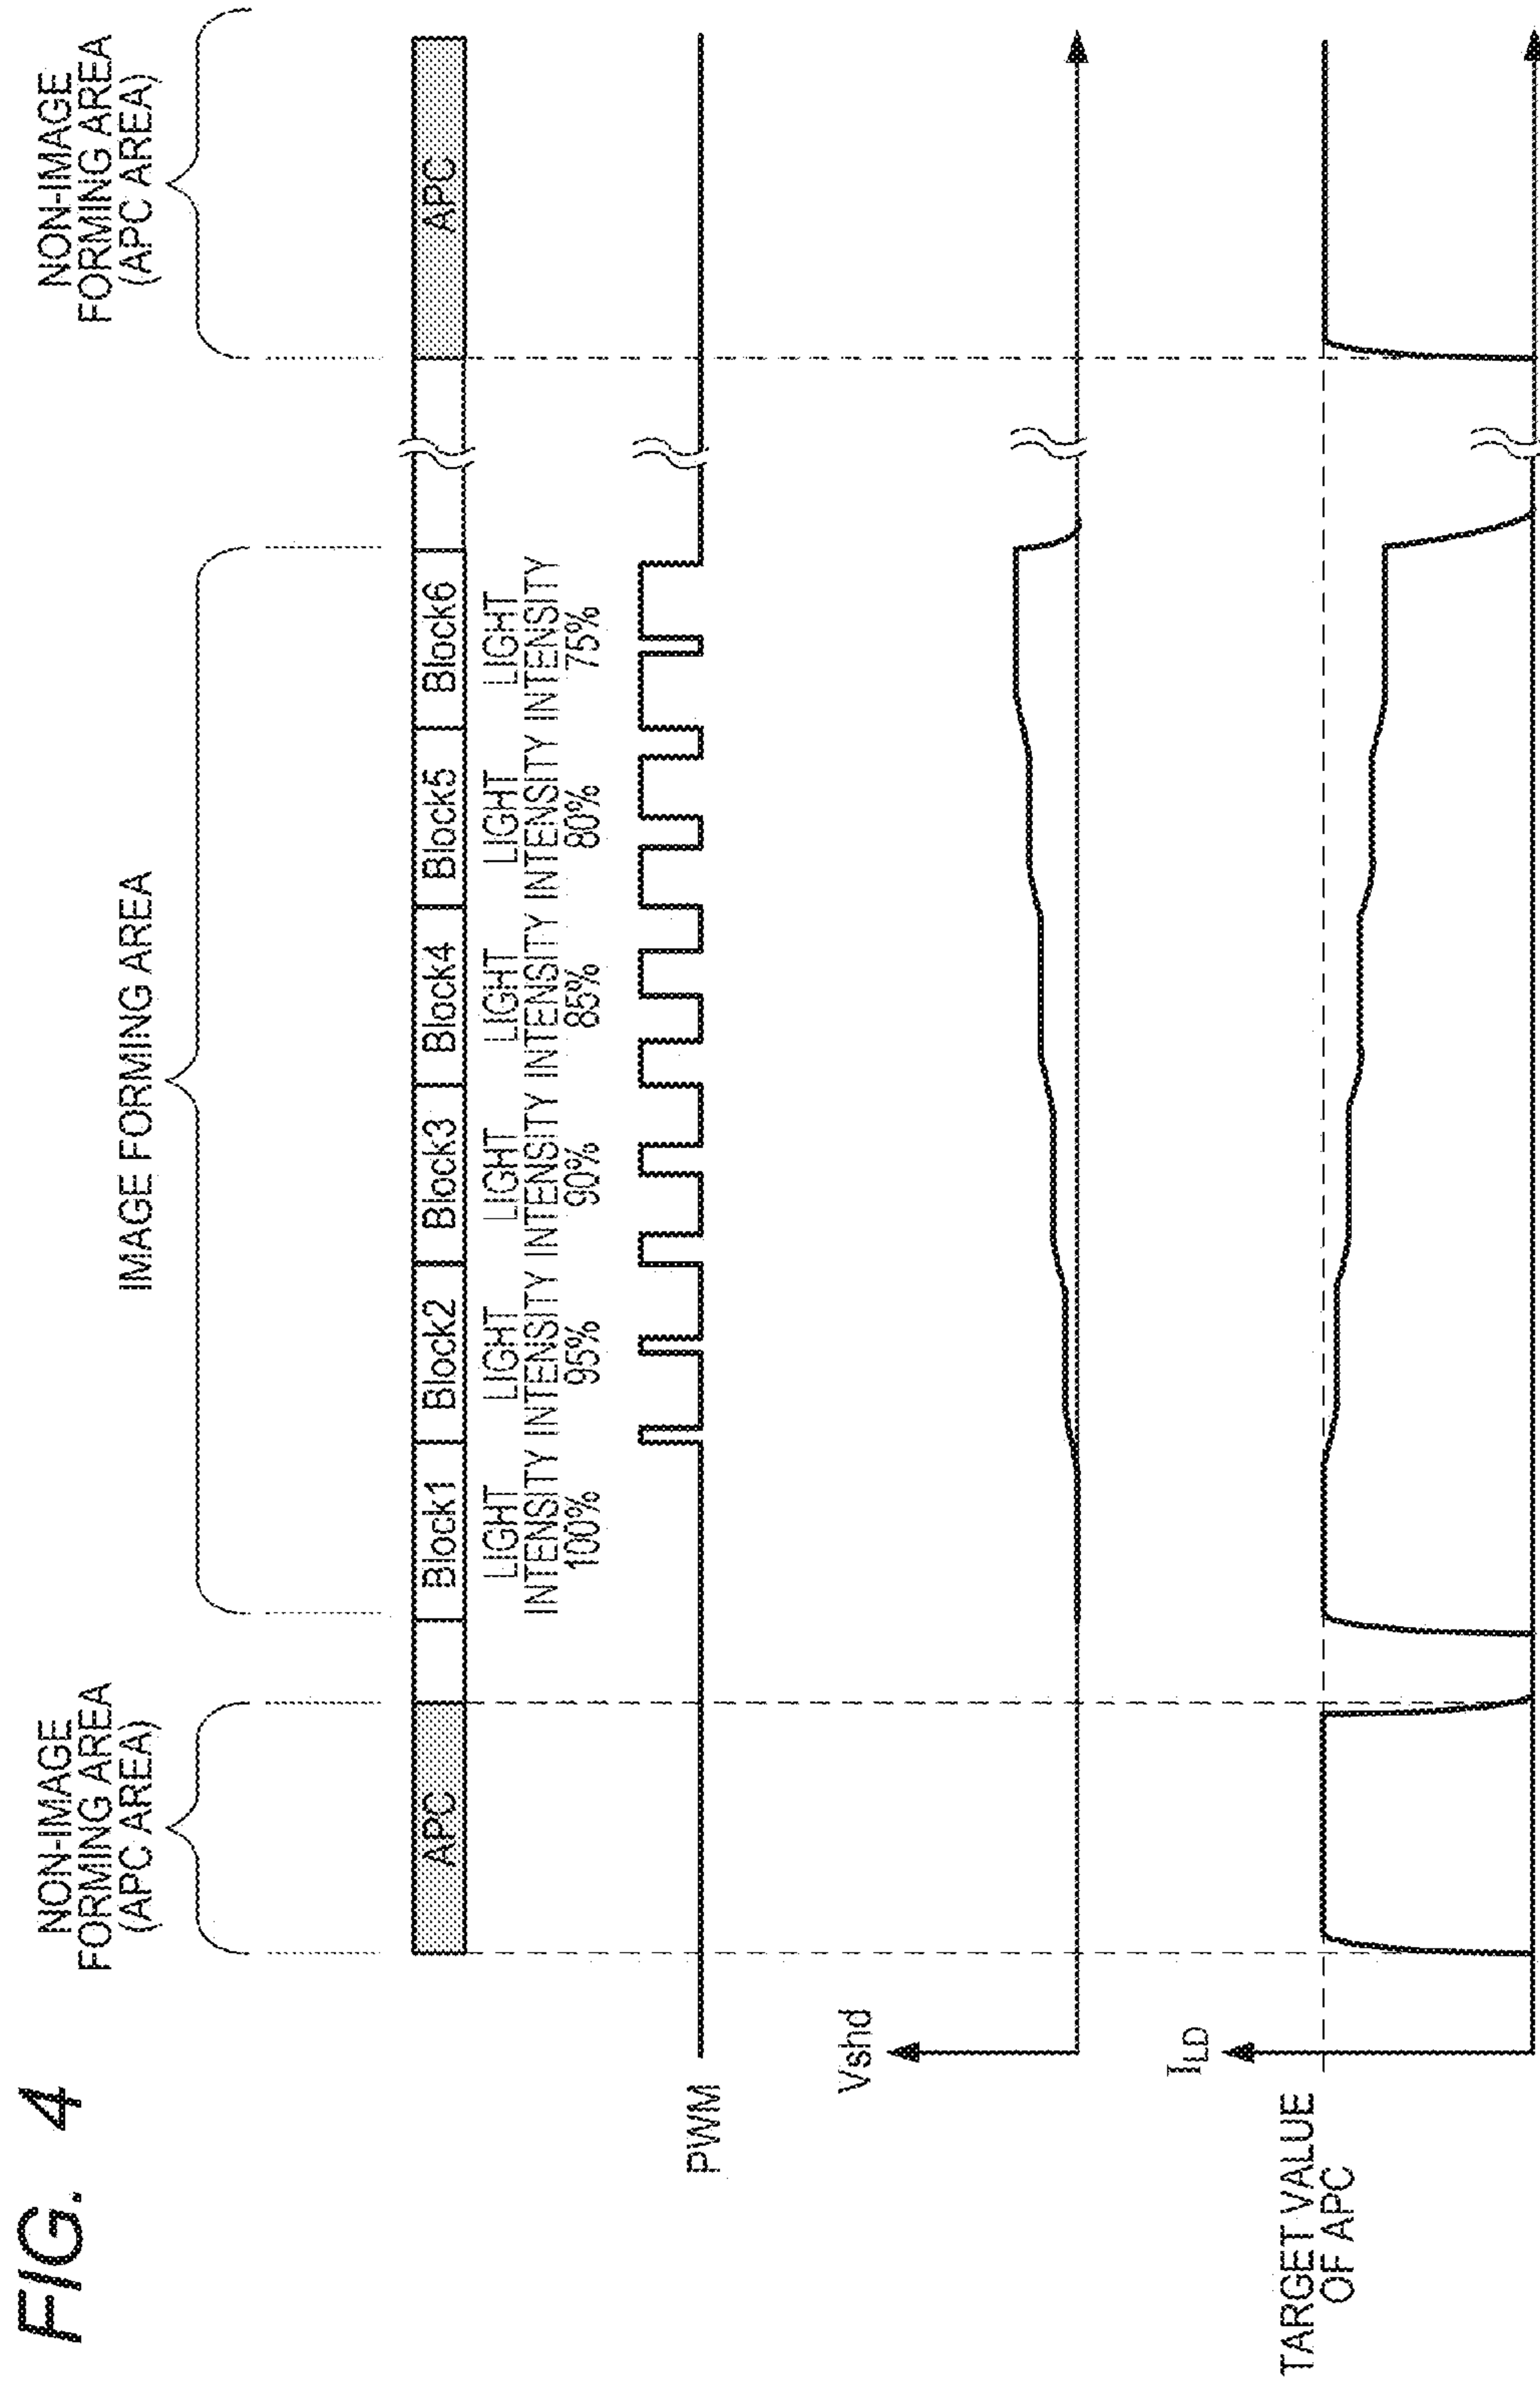 FIG. 4
NON-IMAGE
FORMING AREA
(APC AREA)
IMAGE FORMING AREA
NON-IMAGE
FORMING AREA
(APC AREA)
APC
Block1
Block2
Block3
Block4
Block5
Block6
APC
LIGHT
INTENSITY
100%
LIGHT
INTENSITY
95%
LIGHT
INTENSITY
90%
LIGHT
INTENSITY
85%
LIGHT
INTENSITY
80%
LIGHT
INTENSITY
75%
PWM
Vshd
ILD
TARGET VALUE
OF APC